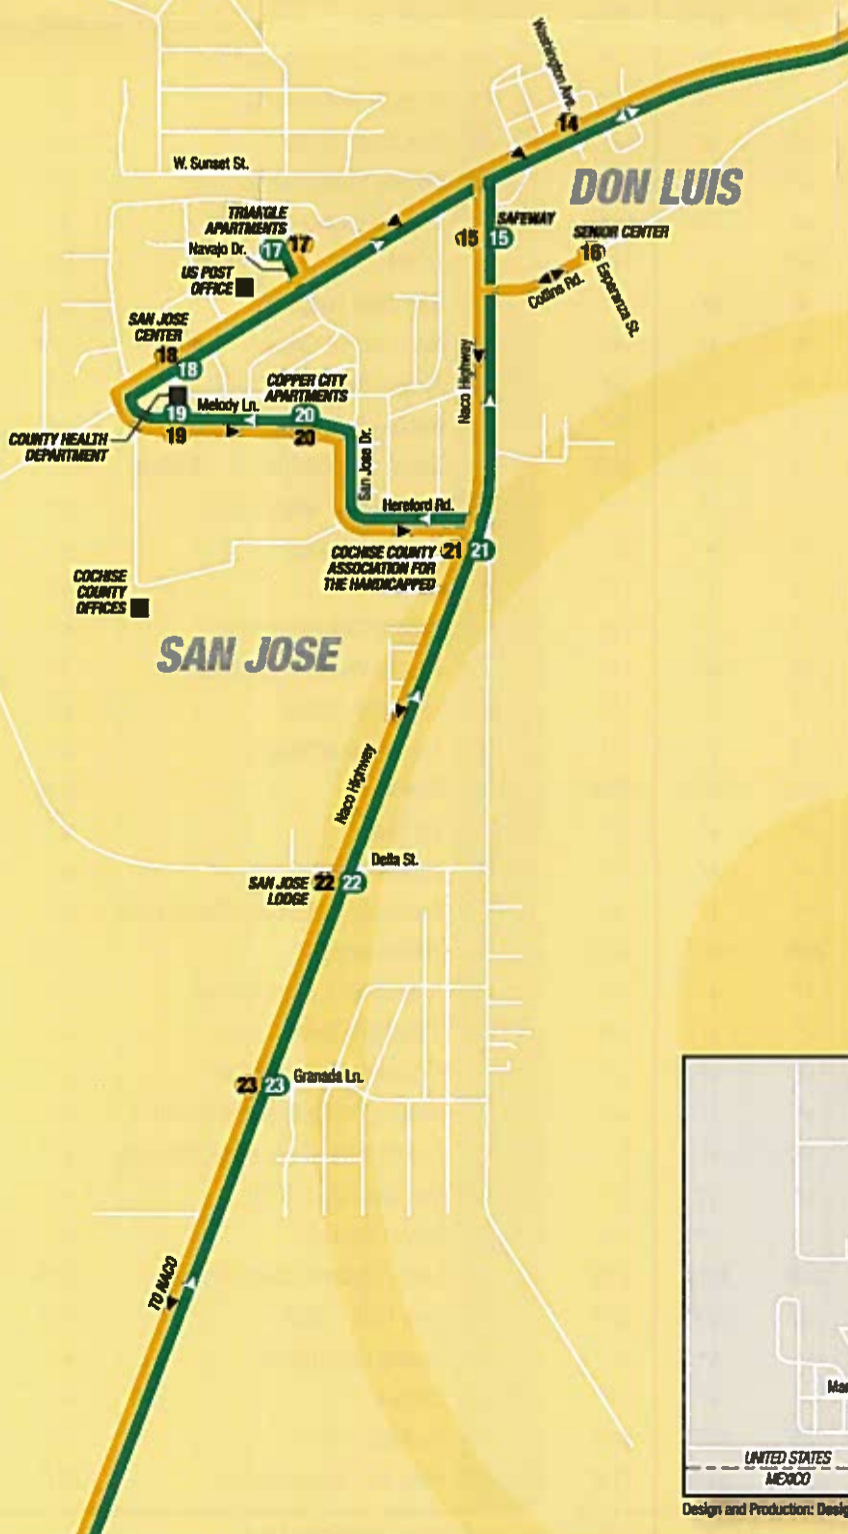 Washington Ave.
14
W. Sunset St.
DON LUIS
TRIANGLE
APARTMENTS
Navajo Dr.
17
17
US POST
OFFICE
SAFEWAY
15
15
SENIOR CENTER
16
Collins Rd.
Esperanza St.
SAN JOSE
CENTER
18
18
Naco Highway
COPPER CITY
APARTMENTS
Melody Ln.
19
20
19
20
COUNTY HEALTH
DEPARTMENT
San Jose Dr.
Hereford Rd.
COCHISE COUNTY
ASSOCIATION FOR
THE HANDICAPPED
21
21
COCHISE
COUNTY
OFFICES
SAN JOSE
Naco Highway
Della St.
SAN JOSE
LODGE
22
22
23
23
Granada Ln.
TO NACO
UNITED STATES
MEXICO
Design and Production: